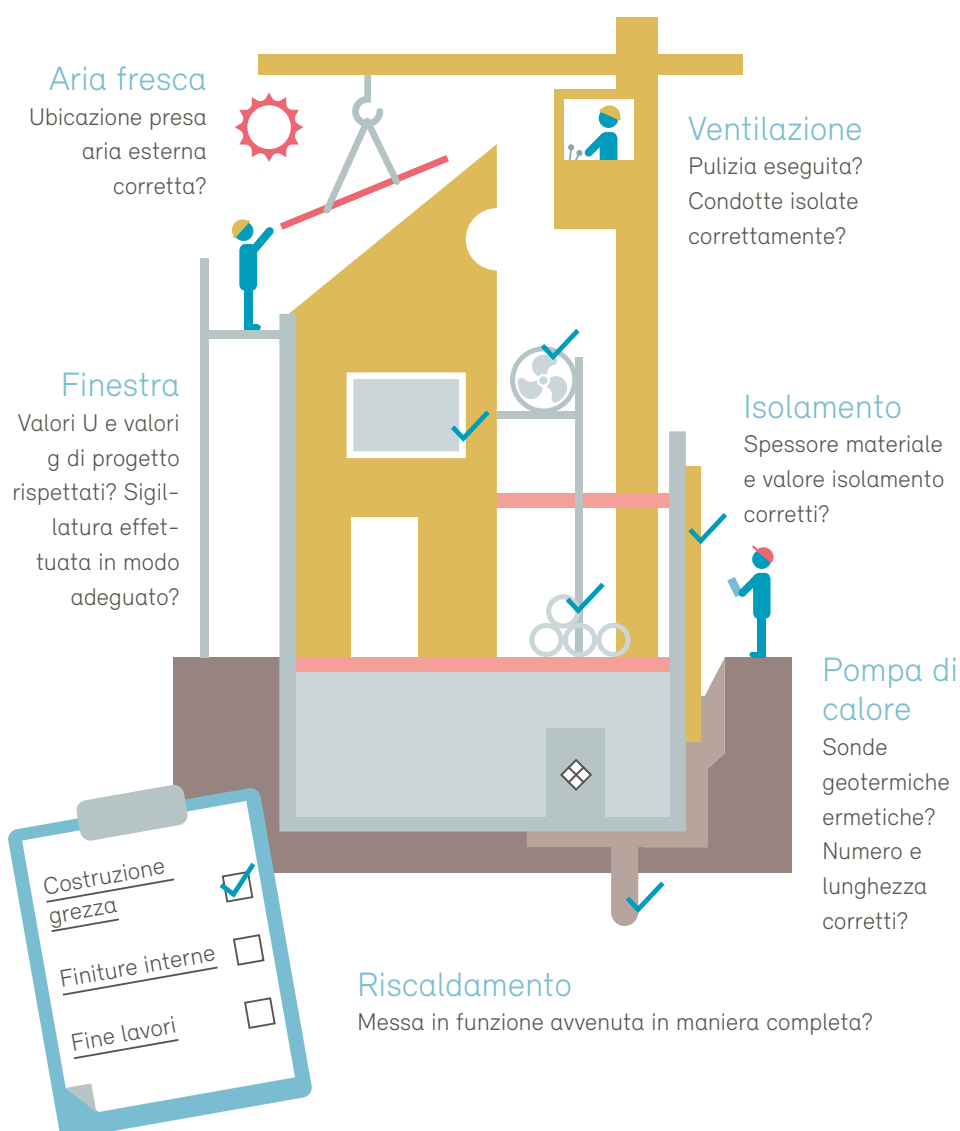 Aria fresca
Ubicazione presa
aria esterna
corretta?
Ventilazione
Pulizia eseguita?
Condotte isolate
correttamente?
Finestra
Valori U e valori
g di progetto
rispettati? Sigil-
latura effet-
tuata in modo
adeguato?
Isolamento
Spessore materiale
e valore isolamento
corretti?
Pompa di
calore
Sonde
geotermiche
ermetiche?
Numero e
lunghezza
corretti?
Costruzione
grezza
Finiture interne
Fine lavori
Riscaldamento
Messa in funzione avvenuta in maniera completa?